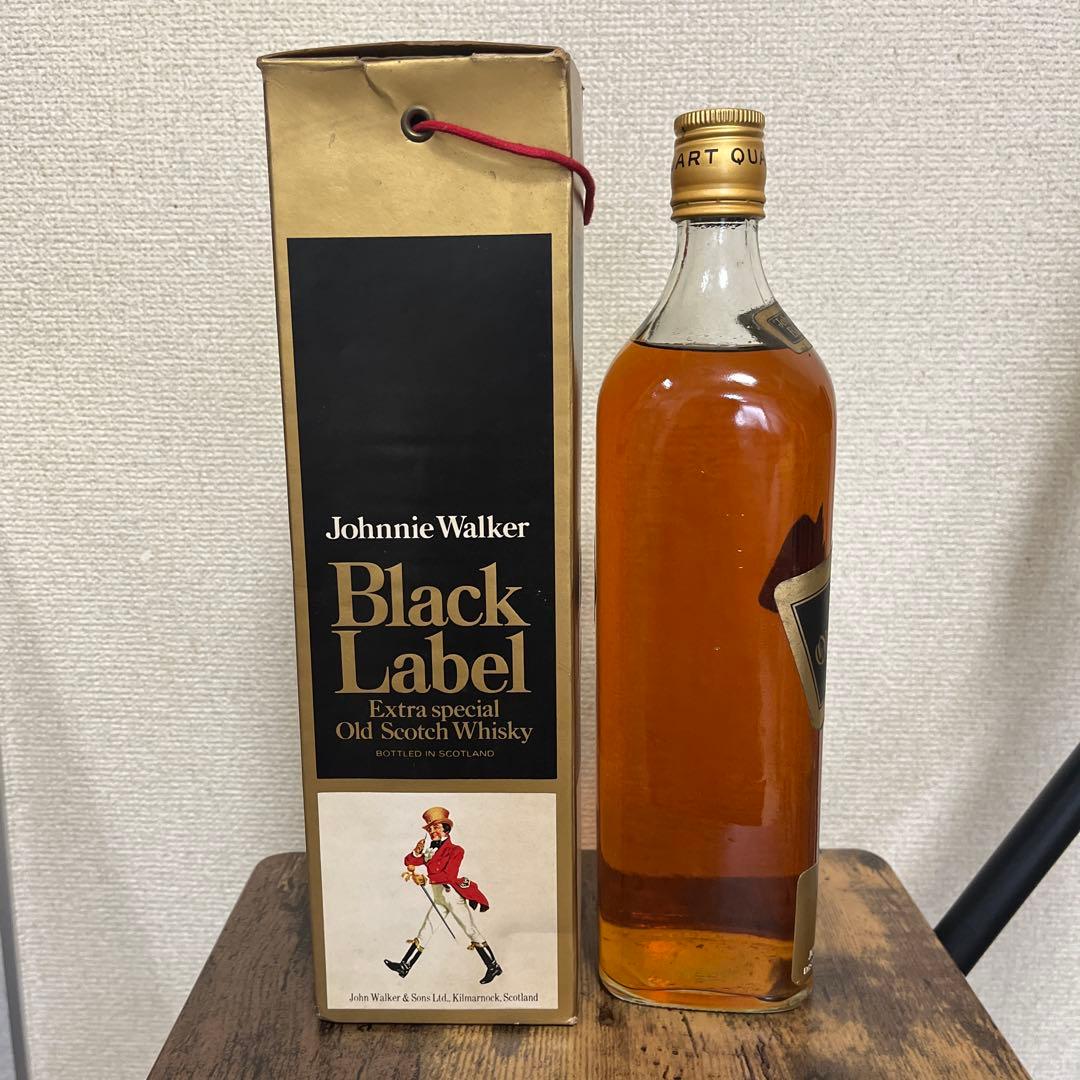 Johnnie Walker
Black
Label
Extra special
Old Scotch Whisky
BOTTLED IN SCOTLAND
John Walker & Sons Ltd., Kilmarnock, Scotland
ART QUA